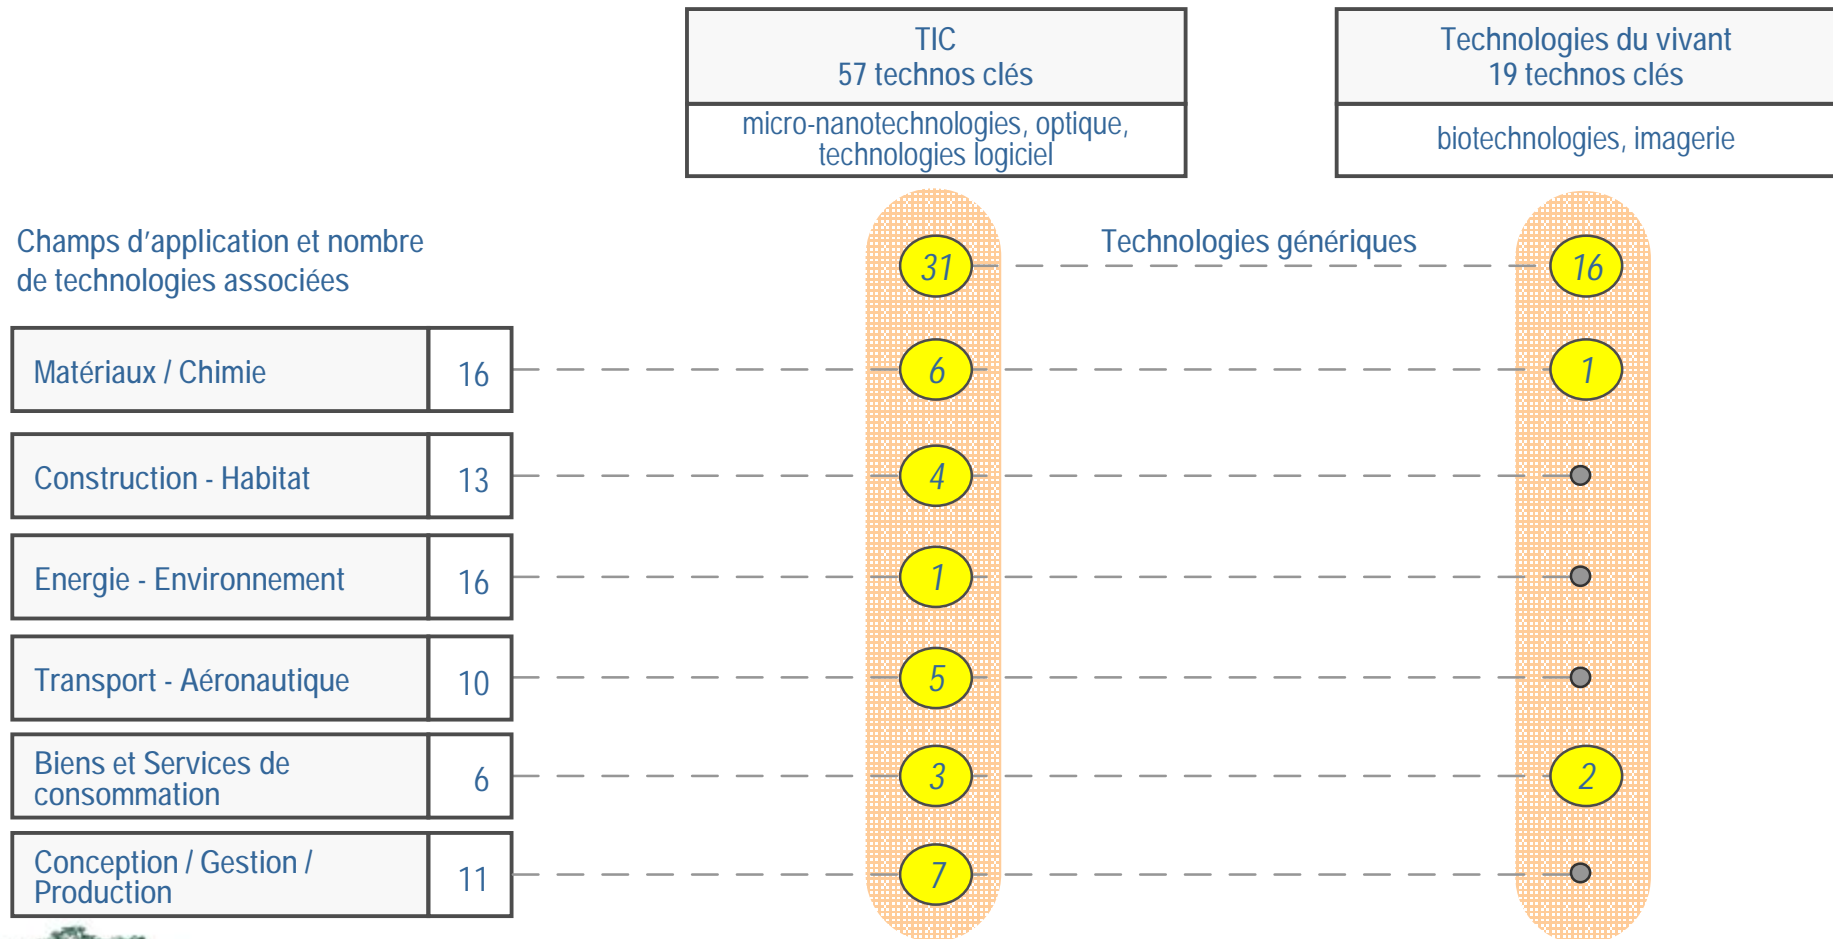 TIC
57 technos clés
micro-nanotechnologies, optique,
technologies logiciel
Technologies du vivant
19 technos clés
biotechnologies, imagerie
Champs d'application et nombre
de technologies associées
31
Technologies génériques
16
Matériaux / Chimie
16
6
1
Construction - Habitat
13
4
Energie - Environnement
16
1
Transport - Aéronautique
10
5
Biens et Services de
consommation
6
3
2
Conception / Gestion /
Production
11
7